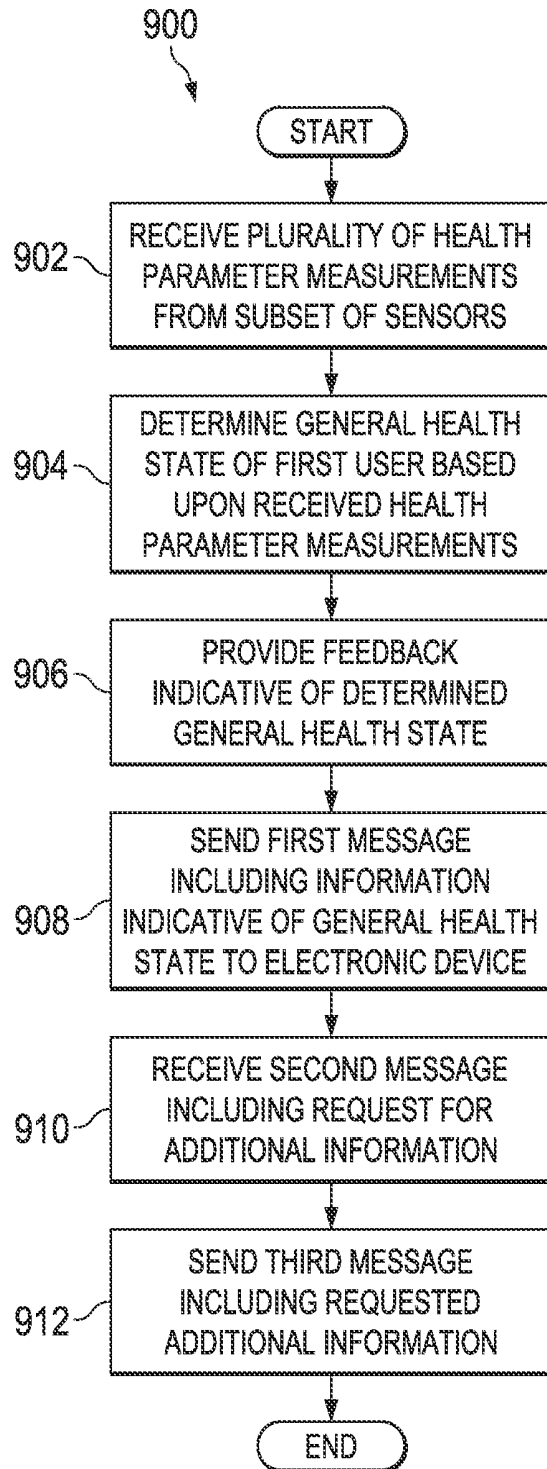 900
START
902
RECEIVE PLURALITY OF HEALTH
PARAMETER MEASUREMENTS
FROM SUBSET OF SENSORS
904
DETERMINE GENERAL HEALTH
STATE OF FIRST USER BASED
UPON RECEIVED HEALTH
PARAMETER MEASUREMENTS
906
PROVIDE FEEDBACK
INDICATIVE OF DETERMINED
GENERAL HEALTH STATE
908
SEND FIRST MESSAGE
INCLUDING INFORMATION
INDICATIVE OF GENERAL HEALTH
STATE TO ELECTRONIC DEVICE
910
RECEIVE SECOND MESSAGE
INCLUDING REQUEST FOR
ADDITIONAL INFORMATION
912
SEND THIRD MESSAGE
INCLUDING REQUESTED
ADDITIONAL INFORMATION
END